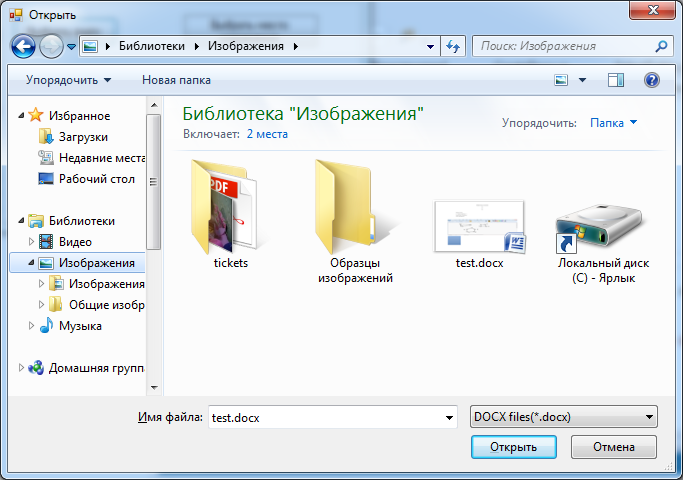 Открыть
Библиотеки
Изображения
Поиск: Изображения
Упорядочить
Новая папка
Избранное
Загрузки
Недавние места
Рабочий стол
Библиотеки
Видео
Изображения
Изображения
Общие изобр
Музыка
Домашная группа
Библиотека "Изображения"
Включает: 2 места
Упорядочить: Папка
PDF
tickets
Образцы
изображений
test.docx
Локальный диск
(C) - Ярлык
Имя файла:
test.docx
DOCX files(*.docx)
Открыть
Отмена